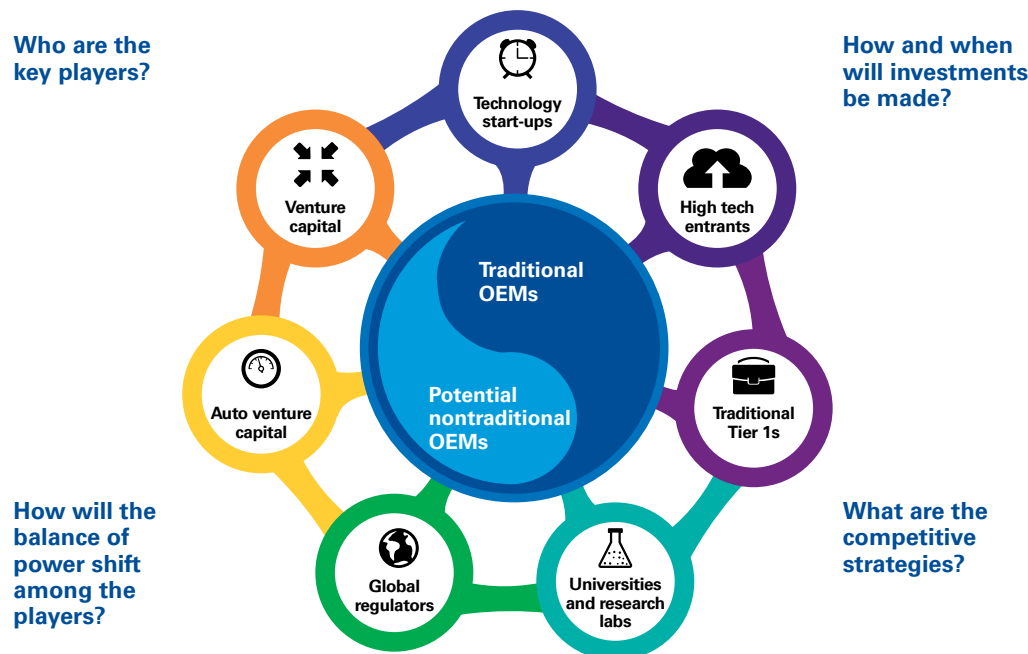 Who are the
key players?
How and when
will investments
be made?
Technology
start-ups
Venture
capital
High tech
entrants
Traditional
OEMs
Potential
nontraditional
OEMs
Auto venture
capital
Traditional
Tier 1s
Global
regulators
Universities
and research
labs
How will the
balance of
power shift
among the
players?
What are the
competitive
strategies?